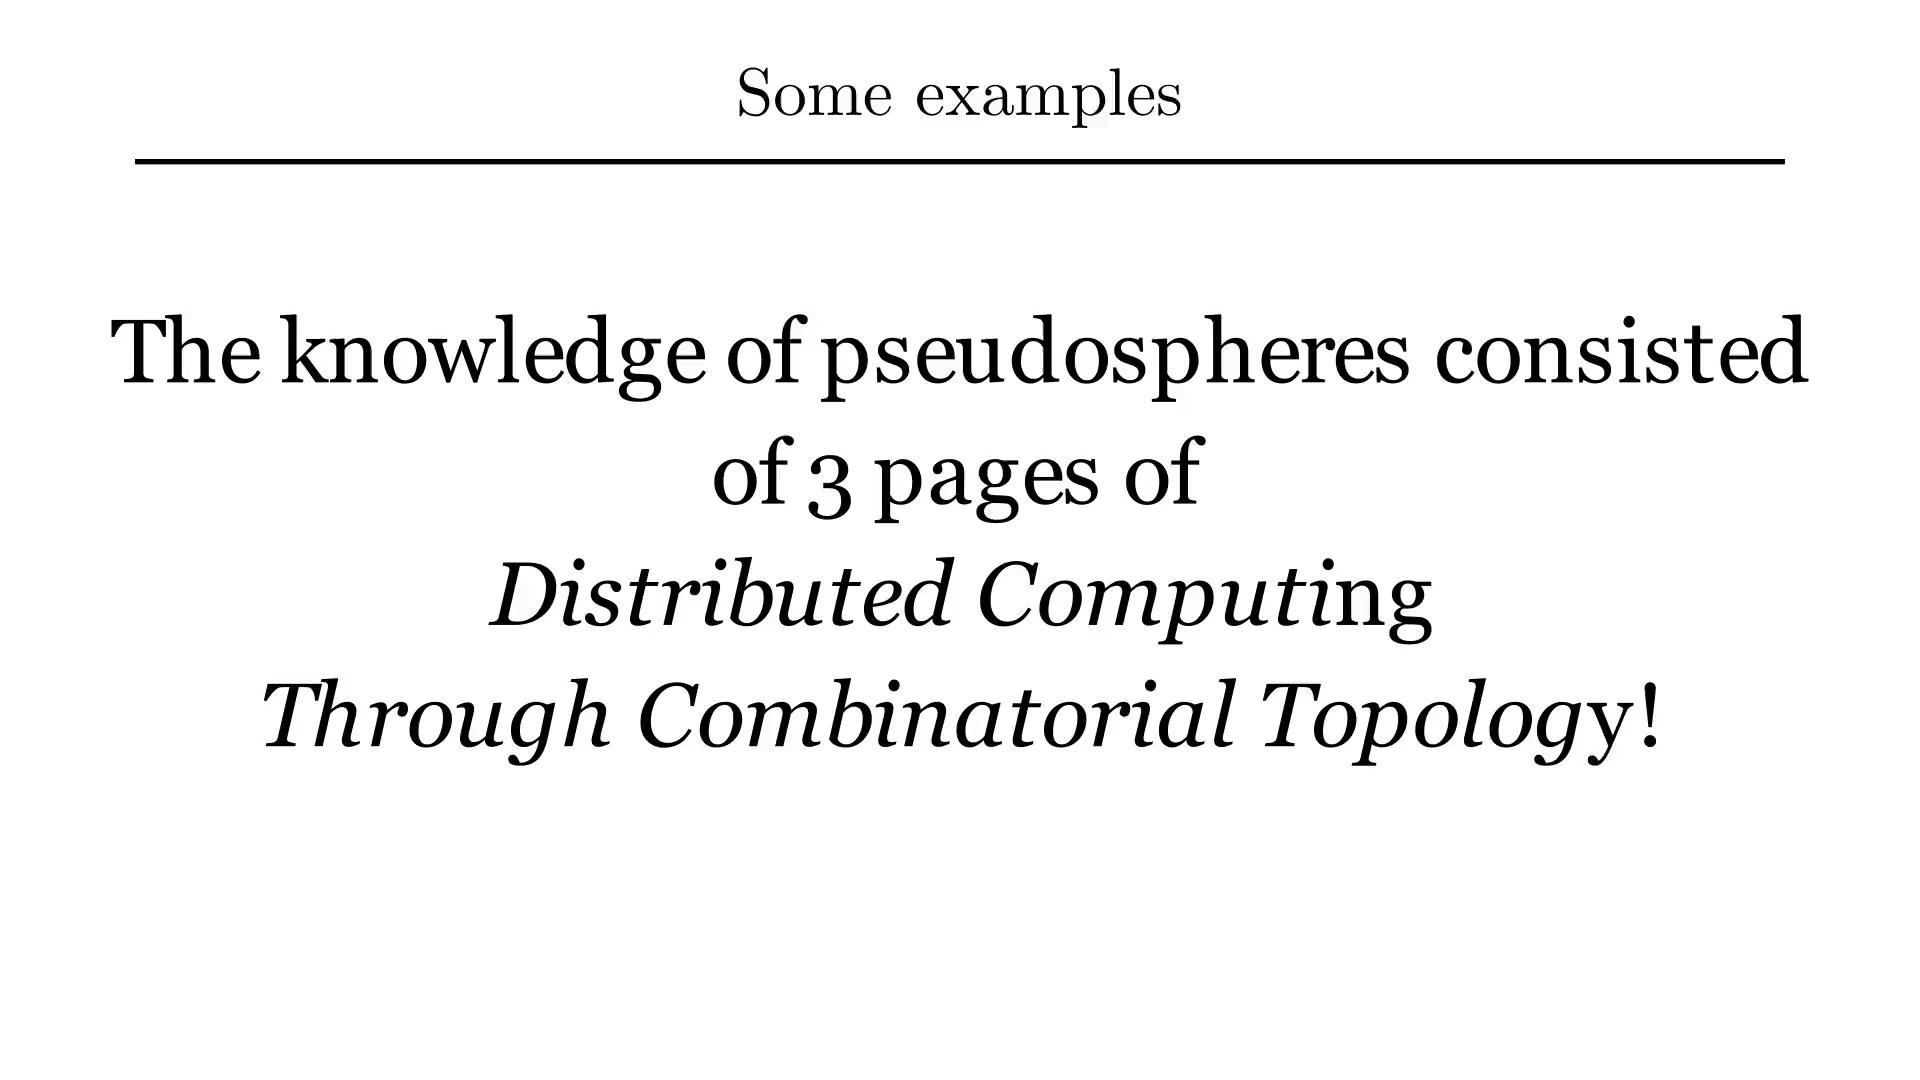 Some examples
The knowledge of pseudospheres consisted
of 3 pages of
Distributed Computing
Through Combinatorial Topology!